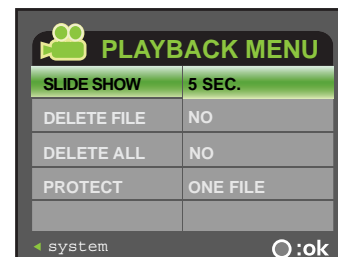 PLAYBACK MENU
SLIDE SHOW 5 SEC.
DELETE FILE NO
DELETE ALL NO
PROTECT ONE FILE
system :ok